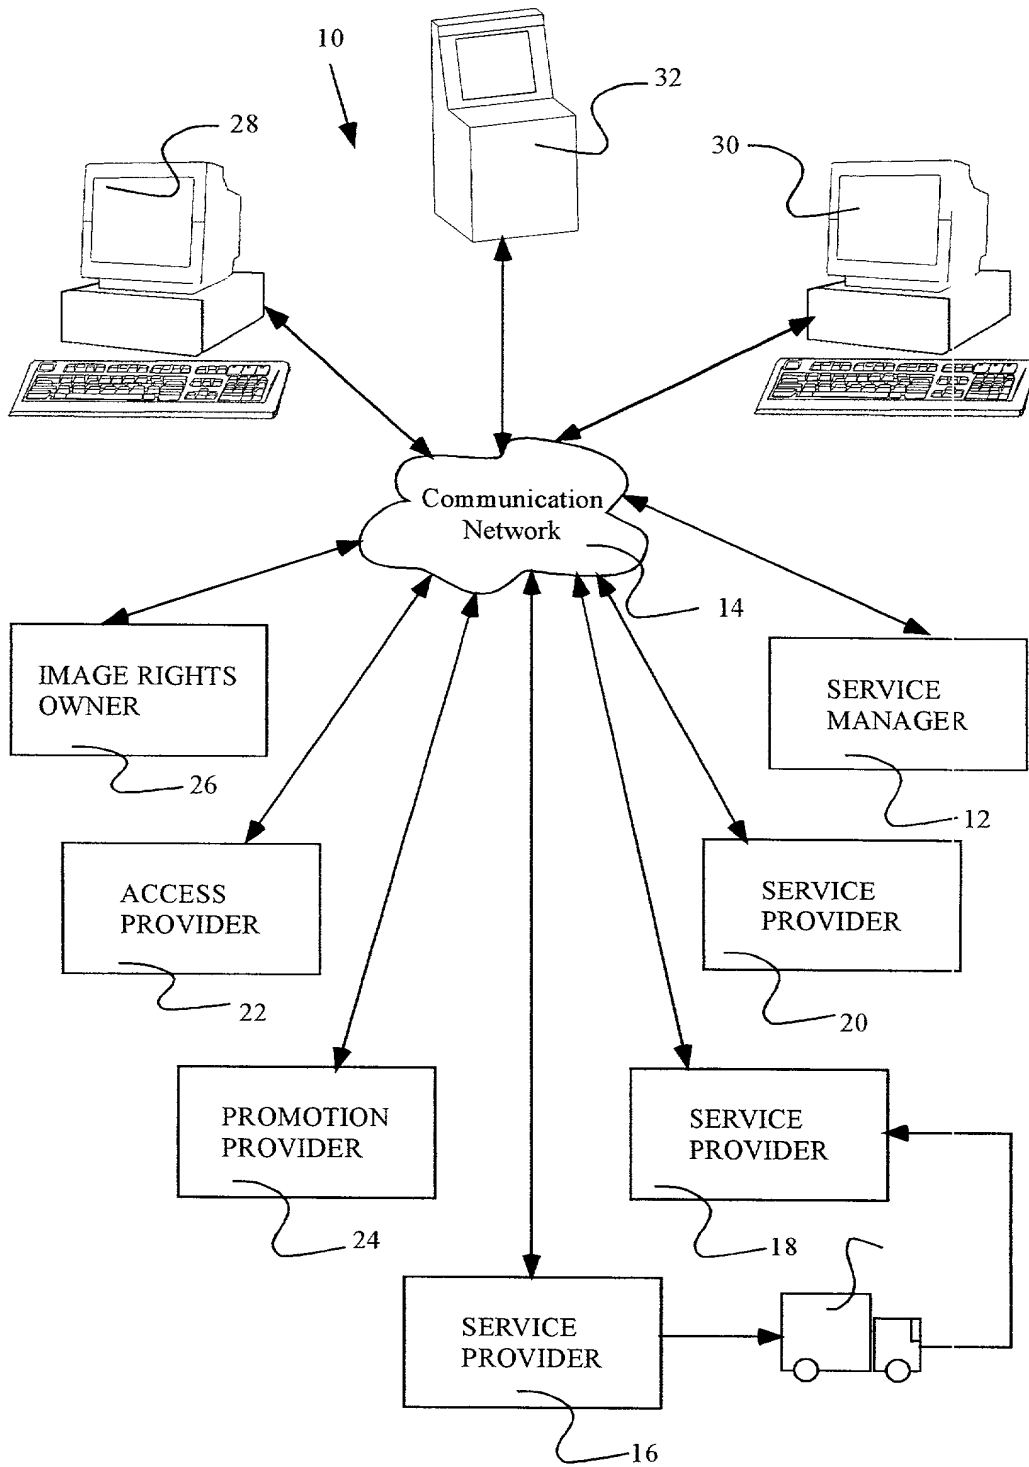 10
32
28
30
Communication
Network
14
IMAGE RIGHTS
OWNER
26
SERVICE
MANAGER
12
ACCESS
PROVIDER
22
SERVICE
PROVIDER
20
PROMOTION
PROVIDER
24
SERVICE
PROVIDER
18
SERVICE
PROVIDER
16